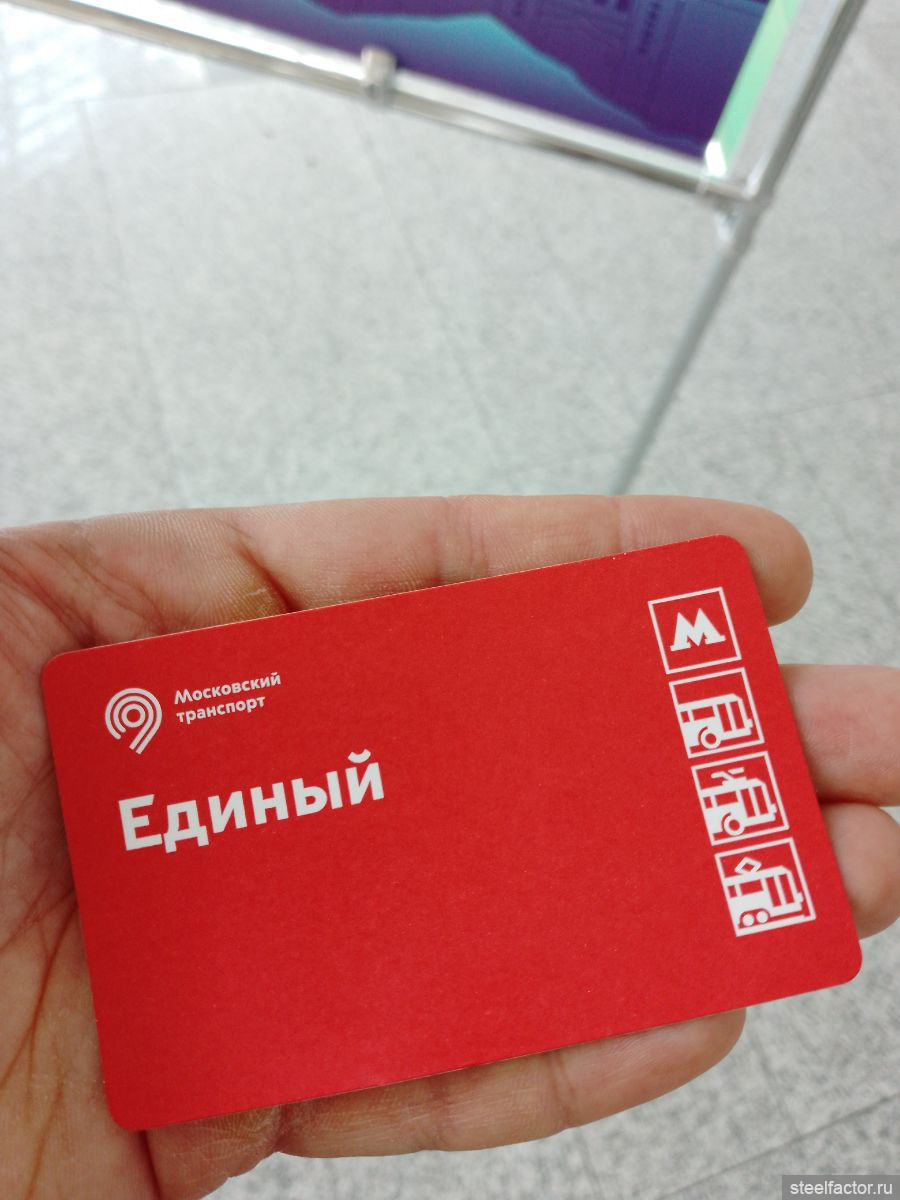 Московский
транспорт
Единый
М
steelfactor.ru